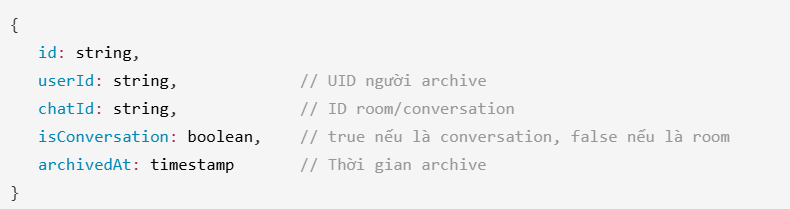 {
id: string,
userId: string, // UID người archive
chatId: string, // ID room/conversation
isConversation: boolean, // true nếu là conversation, false nếu là room
archivedAt: timestamp // Thời gian archive
}